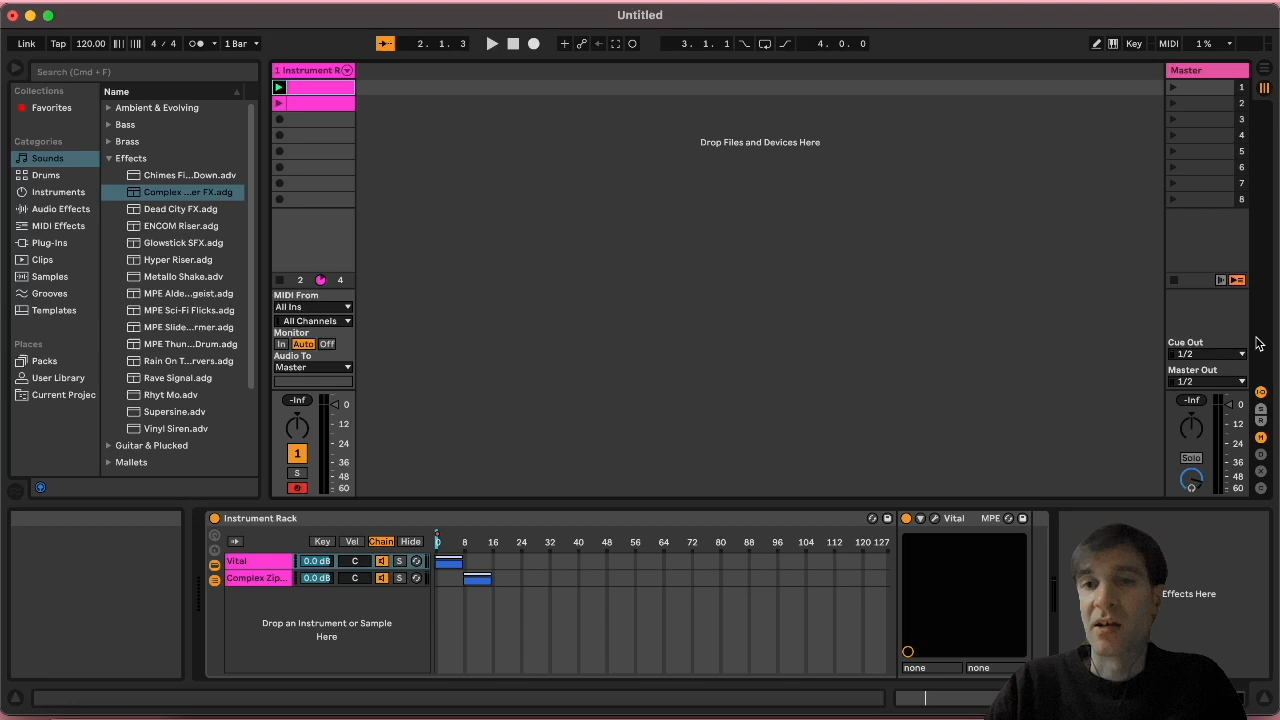 Untitled
Link Tap 120.00 4 / 4 1 Bar 2. 1. 3 3. 1. 1 4. 0. 0 Key MIDI 1 %
Search (Cmd + F)
Collections
Favorites
Categories
Sounds
Drums
Instruments
Audio Effects
MIDI Effects
Plug-Ins
Clips
Samples
Grooves
Templates
Places
Packs
User Library
Current Projec
Name
Ambient & Evolving
Bass
Brass
Effects
Chimes Fi...Down.adv
Complex ...er FX.adg
Dead City FX.adg
ENCOM Riser.adg
Glowstick SFX.adg
Hyper Riser.adg
Metallo Shake.adv
MPE Alde...geist.adg
MPE Sci-Fi Flicks.adg
MPE Slide...rmer.adg
MPE Thun...Drum.adg
Rain On T...rvers.adg
Rave Signal.adg
Rhyt Mo.adv
Supersine.adv
Vinyl Siren.adv
Guitar & Plucked
Mallets
1 Instrument R
2 4
MIDI From
All Ins
All Channels
Monitor
In Auto Off
Audio To
Master
-Inf
0
12
24
36
48
60
1
S
Drop Files and Devices Here
Master
1
2
3
4
5
6
7
8
Cue Out
1/2
Master Out
1/2
-Inf
0
12
24
36
48
60
Solo
Instrument Rack
Key Vel Chain Hide 0 8 16 24 32 40 48 56 64 72 80 88 96 104 112 120 127
Vital 0.0 dB C S
Complex Zip... 0.0 dB C S
Drop an Instrument or Sample
Here
Vital MPE
none none
Effects Here